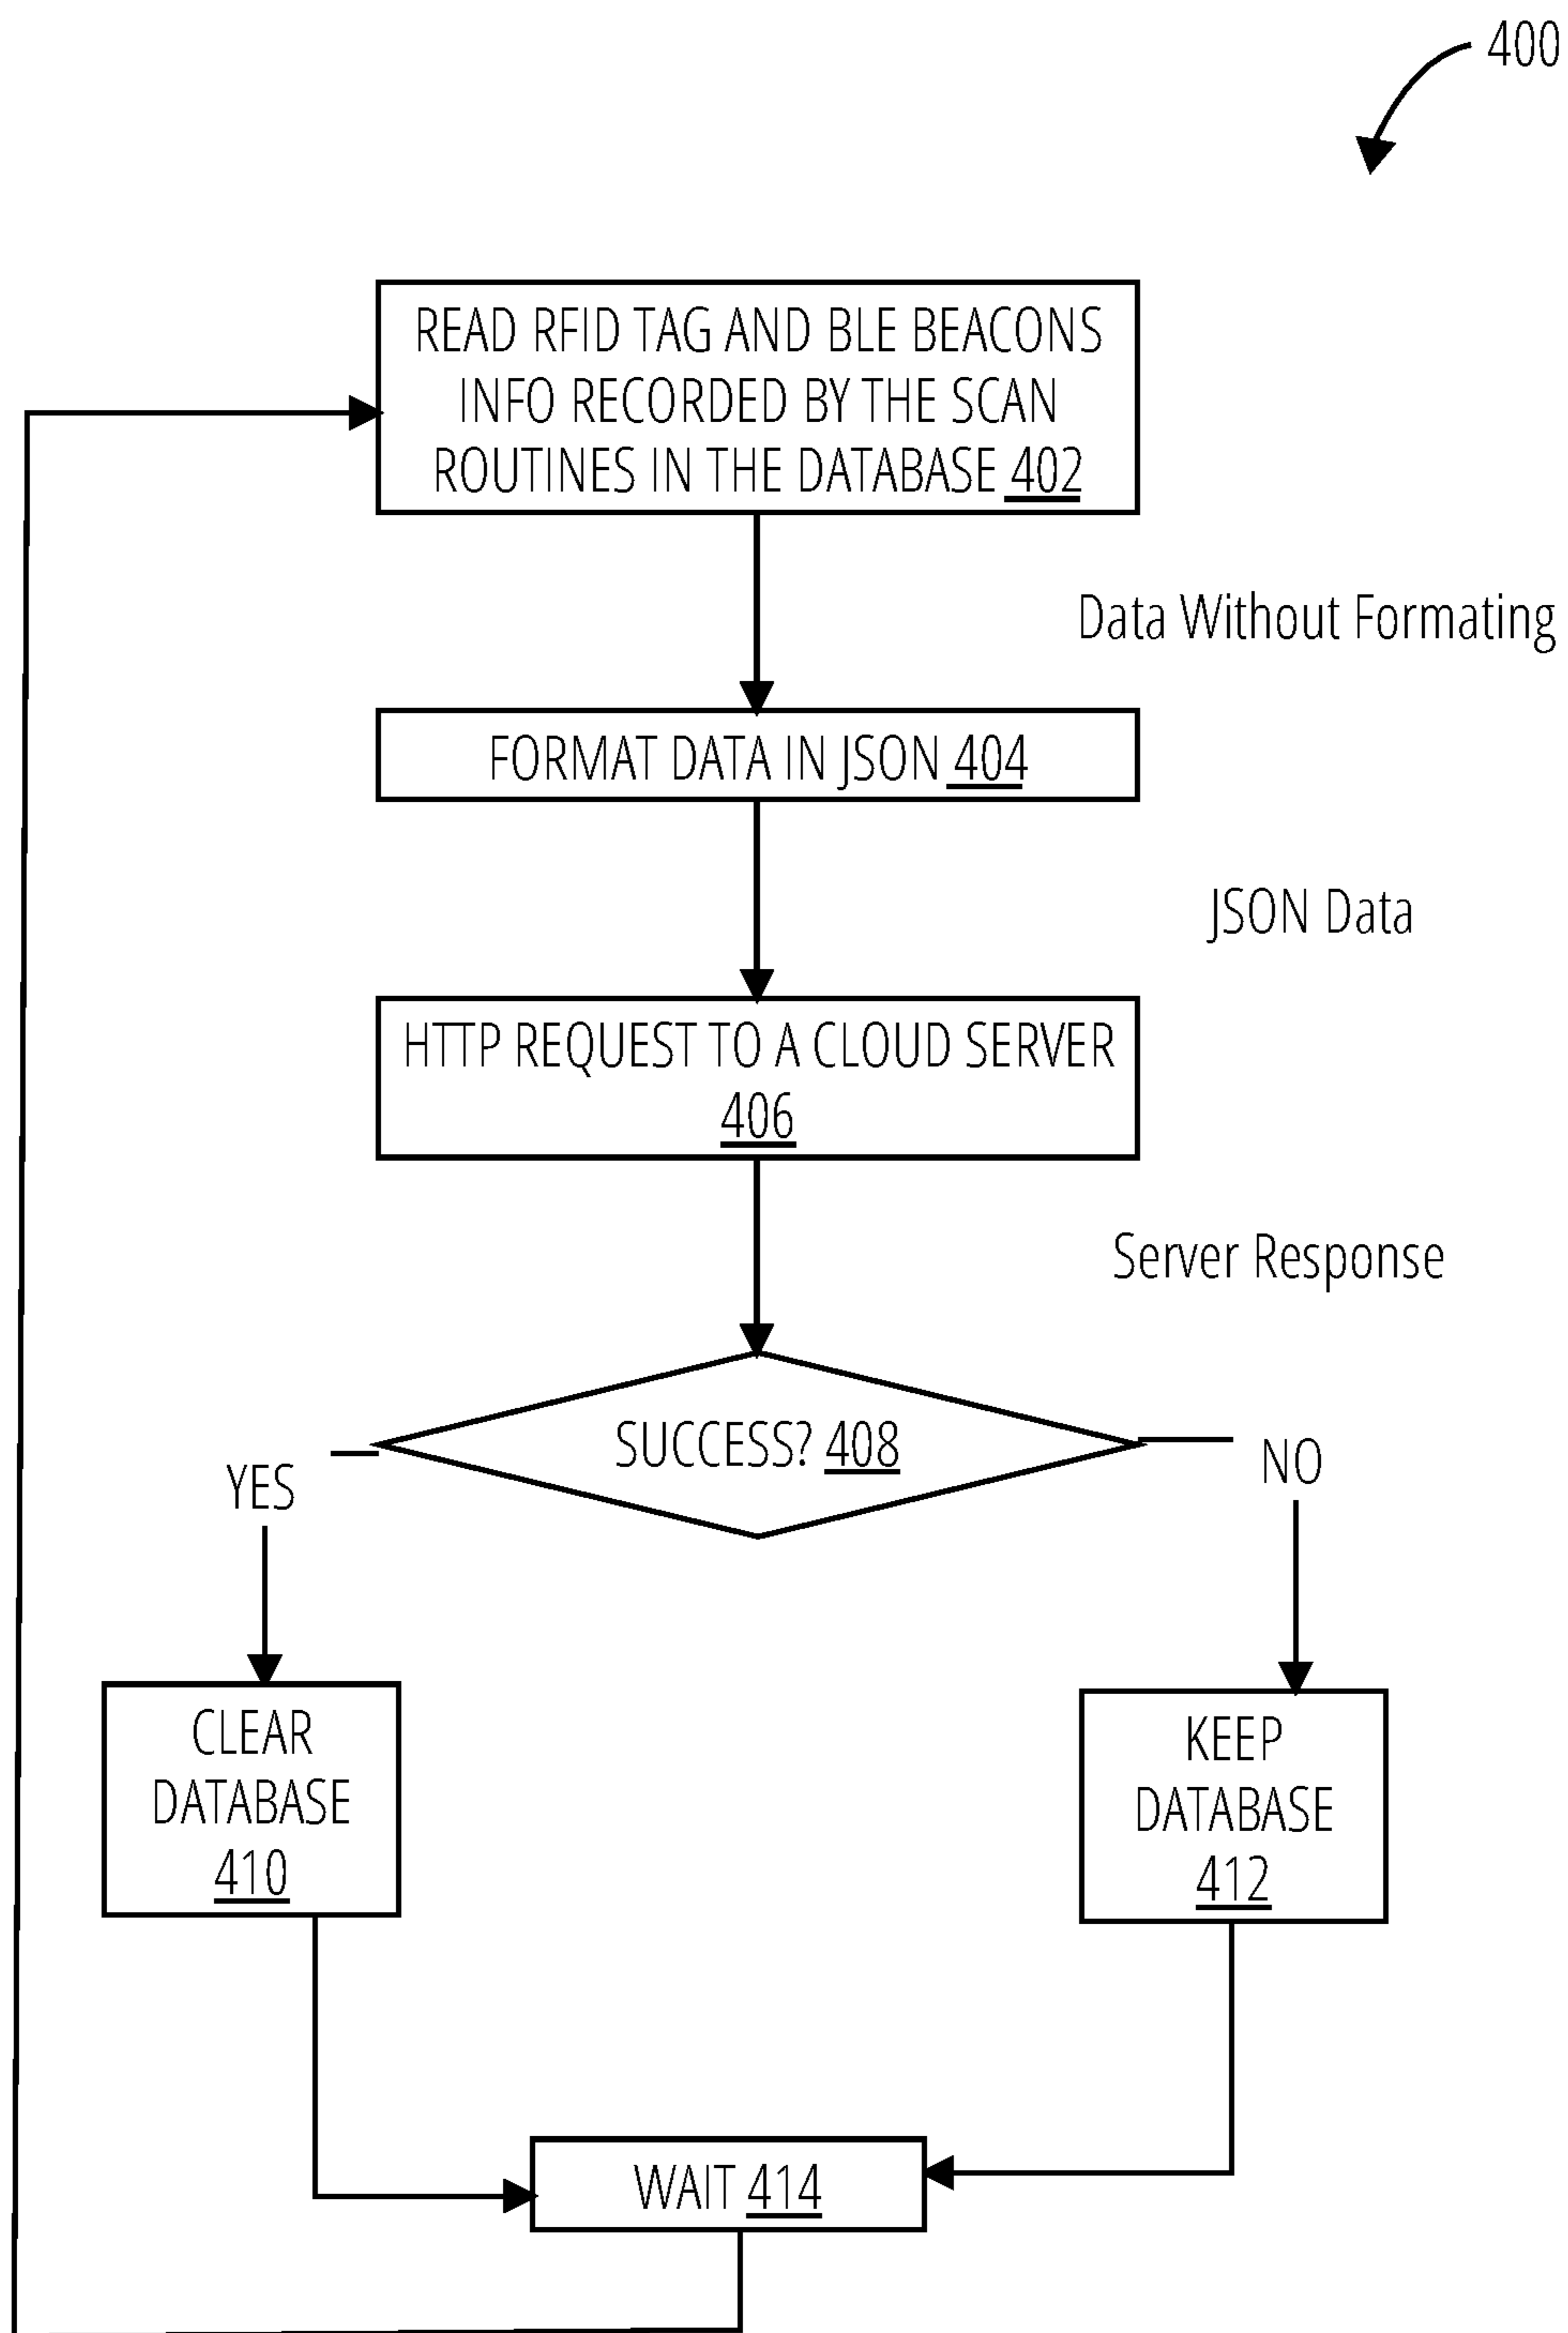 400
READ RFID TAG AND BLE BEACONS
INFO RECORDED BY THE SCAN
ROUTINES IN THE DATABASE 402
Data Without Formating
FORMAT DATA IN JSON 404
JSON Data
HTTP REQUEST TO A CLOUD SERVER
406
Server Response
SUCCESS? 408
YES
NO
CLEAR
DATABASE
410
KEEP
DATABASE
412
WAIT 414